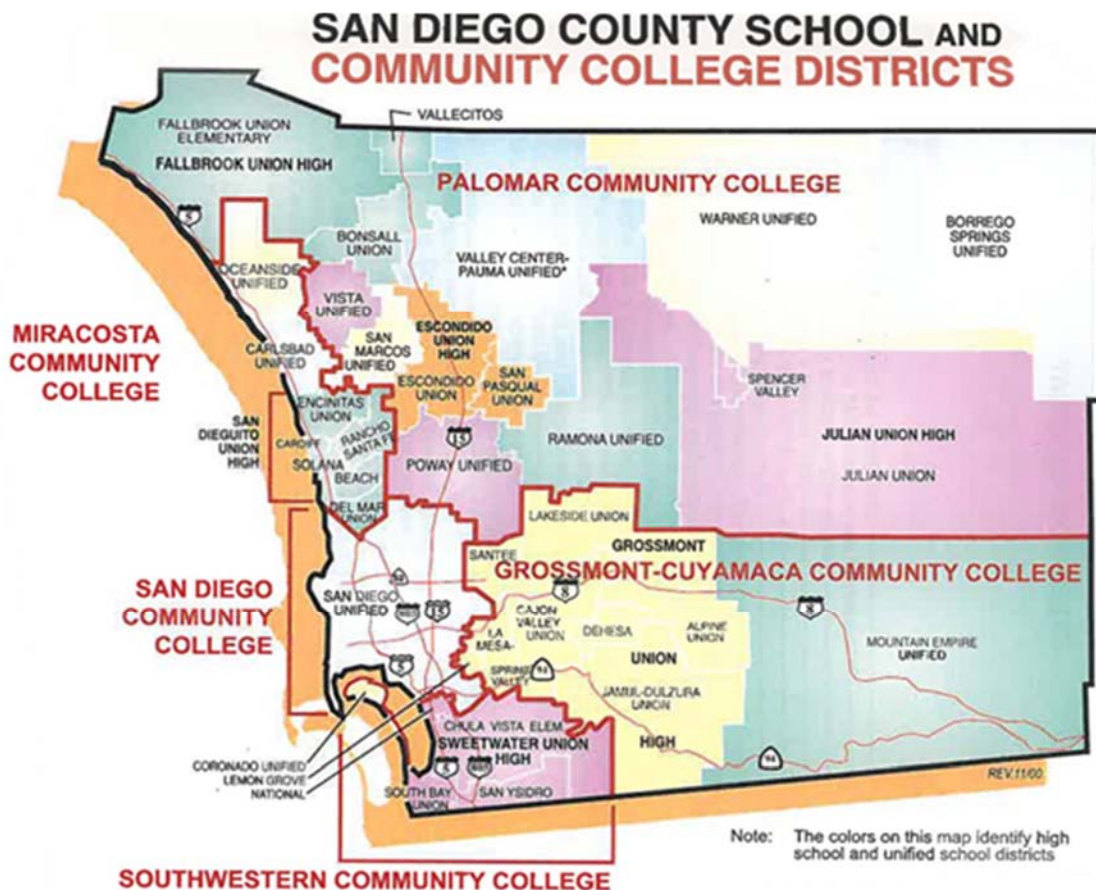 SAN DIEGO COUNTY SCHOOL AND
COMMUNITY COLLEGE DISTRICTS
VALLECITOS
FALLBROOK UNION
ELEMENTARY
FALLBROOK UNION HIGH
PALOMAR COMMUNITY COLLEGE
5
BONSALL
UNION
WARNER UNIFIED
BORREGO
SPRINGS
UNIFIED
VALLEY CENTER-
PAUMA UNIFIED*
OCEANSIDE
UNIFIED
VISTA
UNIFIED
MIRACOSTA
COMMUNITY
COLLEGE
CARLSBAD
UNIFIED
SAN
MARCOS
UNIFIED
ESCONDIDO
UNION
HIGH
ESCONDIDO
UNION
SAN
PASQUAL
UNION
SPENCER
VALLEY
ENCINITAS
UNION
SAN
DIEGUITO
UNION
HIGH
CARDIFF
RANCHO
SANTA FE
SOLANA
BEACH
DEL MAR
UNION
15
POWAY UNIFIED
RAMONA UNIFIED
JULIAN UNION HIGH
JULIAN UNION
LAKESIDE UNION
SANTEE
GROSSMONT
GROSSMONT-CUYAMACA COMMUNITY COLLEGE
SAN DIEGO
COMMUNITY
COLLEGE
SAN DIEGO
UNIFIED
15
8
8
5
LA
MESA-
SPRING
VALLEY
CAJON
VALLEY
UNION
DEHESA
ALPINE
UNION
UNION
94
MOUNTAIN EMPIRE
UNIFIED
JAMUL-DULZURA
UNION
HIGH
CHULA VISTA ELEM.
SWEETWATER UNION
HIGH
CORONADO UNIFIED
LEMON GROVE
NATIONAL
5
SOUTH BAY
UNION
SAN YSIDRO
94
REV.11/00
Note: The colors on this map identify high
school and unified school districts
SOUTHWESTERN COMMUNITY COLLEGE